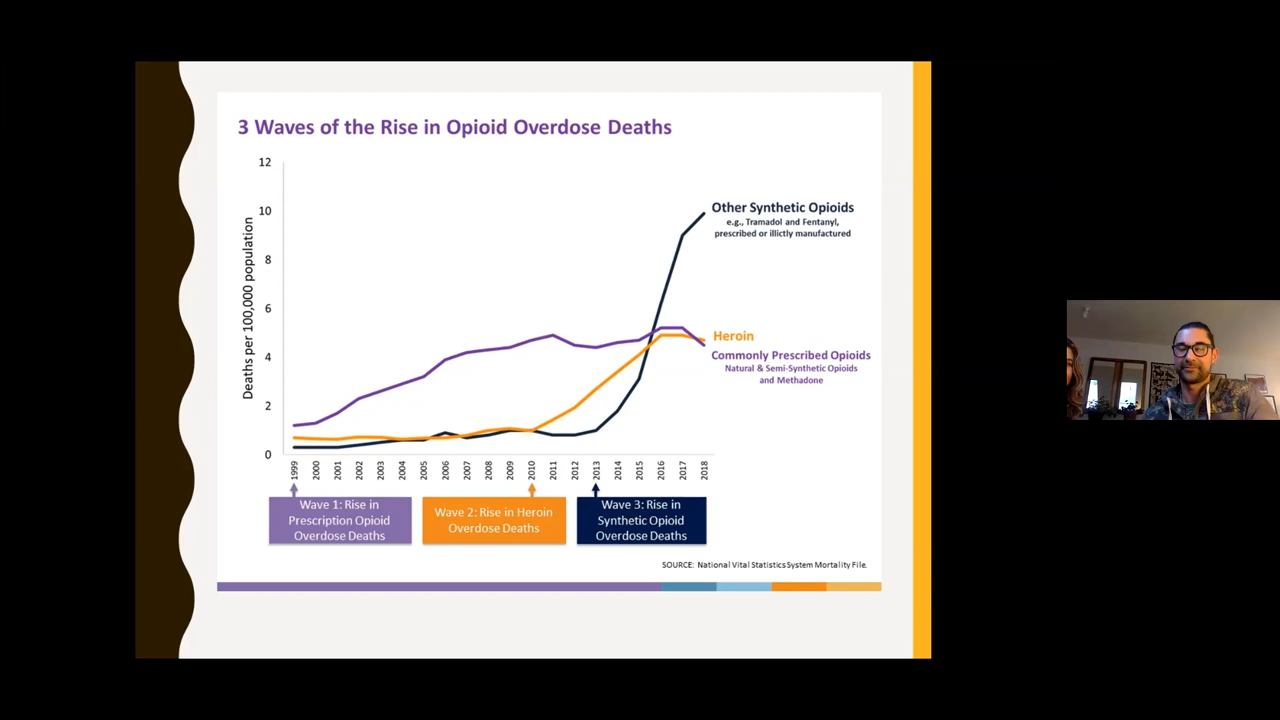 3 Waves of the Rise in Opioid Overdose Deaths
12
10
8
6
4
2
0
Deaths per 100,000 population
Other Synthetic Opioids
e.g., Tramadol and Fentanyl,
prescribed or illictly manufactured
Heroin
Commonly Prescribed Opioids
Natural & Semi-Synthetic Opioids
and Methadone
1999
2000
2001
2002
2003
2004
2005
2006
2007
2008
2009
2010
2011
2012
2013
2014
2015
2016
2017
2018
Wave 1: Rise in
Prescription Opioid
Overdose Deaths
Wave 2: Rise in Heroin
Overdose Deaths
Wave 3: Rise in
Synthetic Opioid
Overdose Deaths
SOURCE: National Vital Statistics System Mortality File.